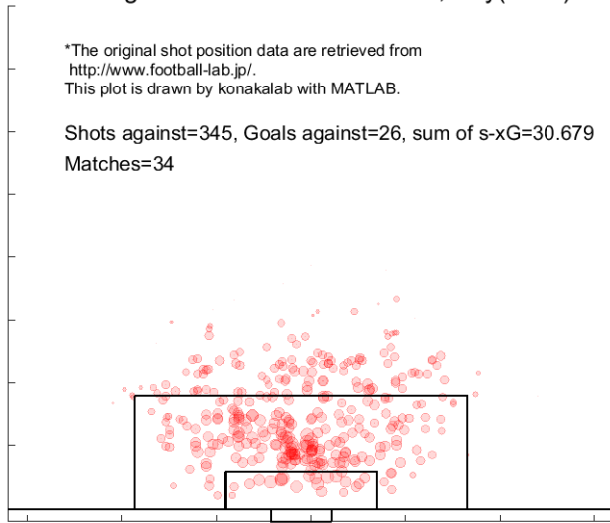 *The original shot position data are retrieved from
http://www.football-lab.jp/.
This plot is drawn by konakalab with MATLAB.
Shots against=345, Goals against=26, sum of s-xG=30.679
Matches=34